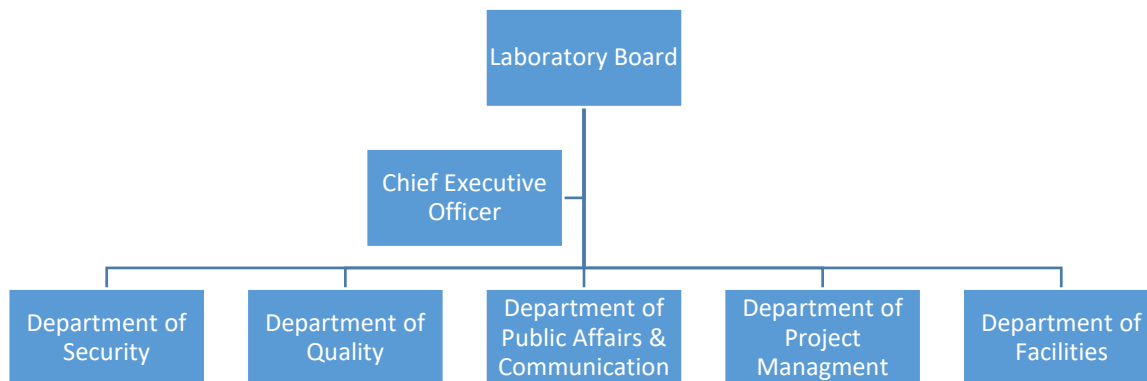 Laboratory Board
Chief Executive
Officer
Department of
Security
Department of
Quality
Department of
Public Affairs &
Communication
Department of
Project
Managment
Department of
Facilities